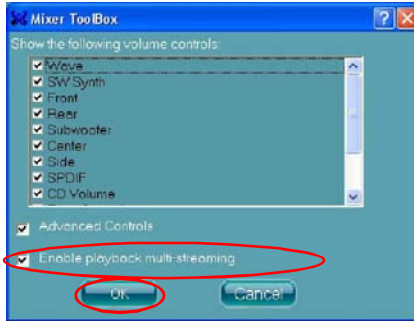 Mixer ToolBox
Show the following volume controls:
Wave
SW Synth
Front
Rear
Subwoofer
Center
Side
SPDIF
CD Volume
Advanced Controls
Enable playback multi-streaming
OK
Cancel